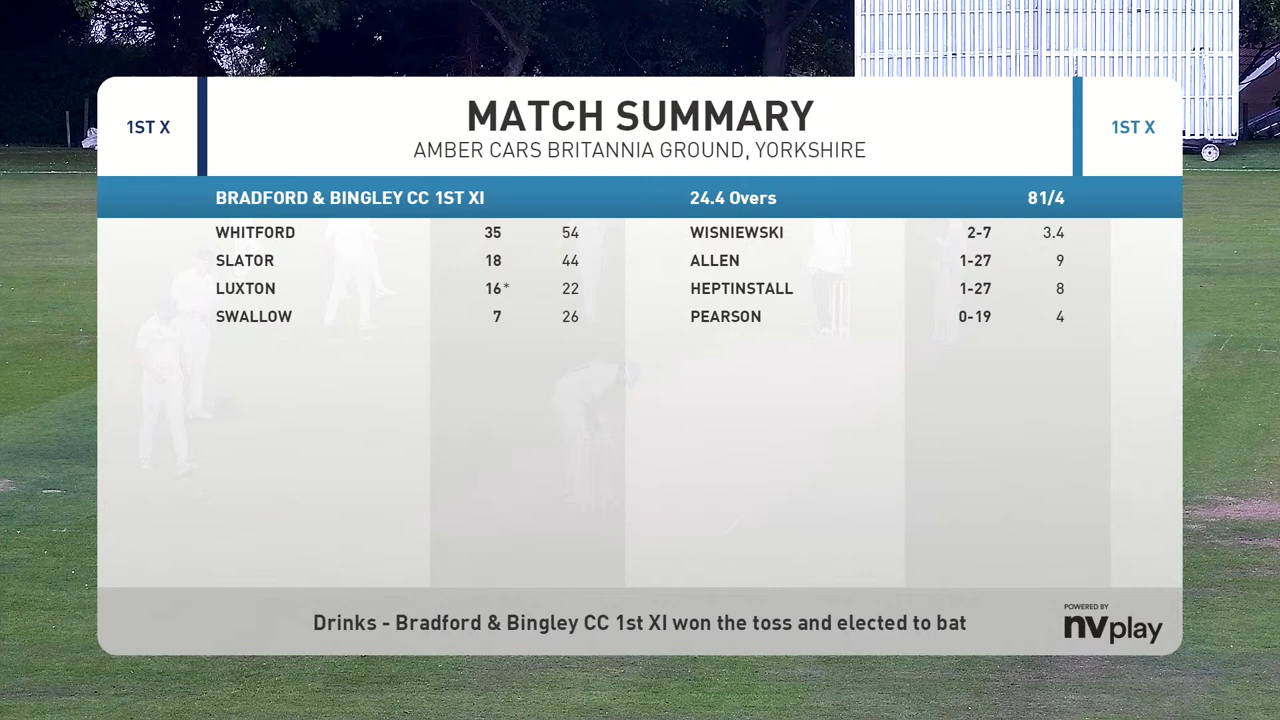 1ST X
MATCH SUMMARY
AMBER CARS BRITANNIA GROUND, YORKSHIRE
1ST X
BRADFORD & BINGLEY CC 1ST XI 24.4 Overs 81/4
WHITFORD 35 54 WISNIEWSKI 2-7 3.4
SLATOR 18 44 ALLEN 1-27 9
LUXTON 16* 22 HEPTINSTALL 1-27 8
SWALLOW 7 26 PEARSON 0-19 4
Drinks - Bradford & Bingley CC 1st XI won the toss and elected to bat
POWERED BY
nvplay